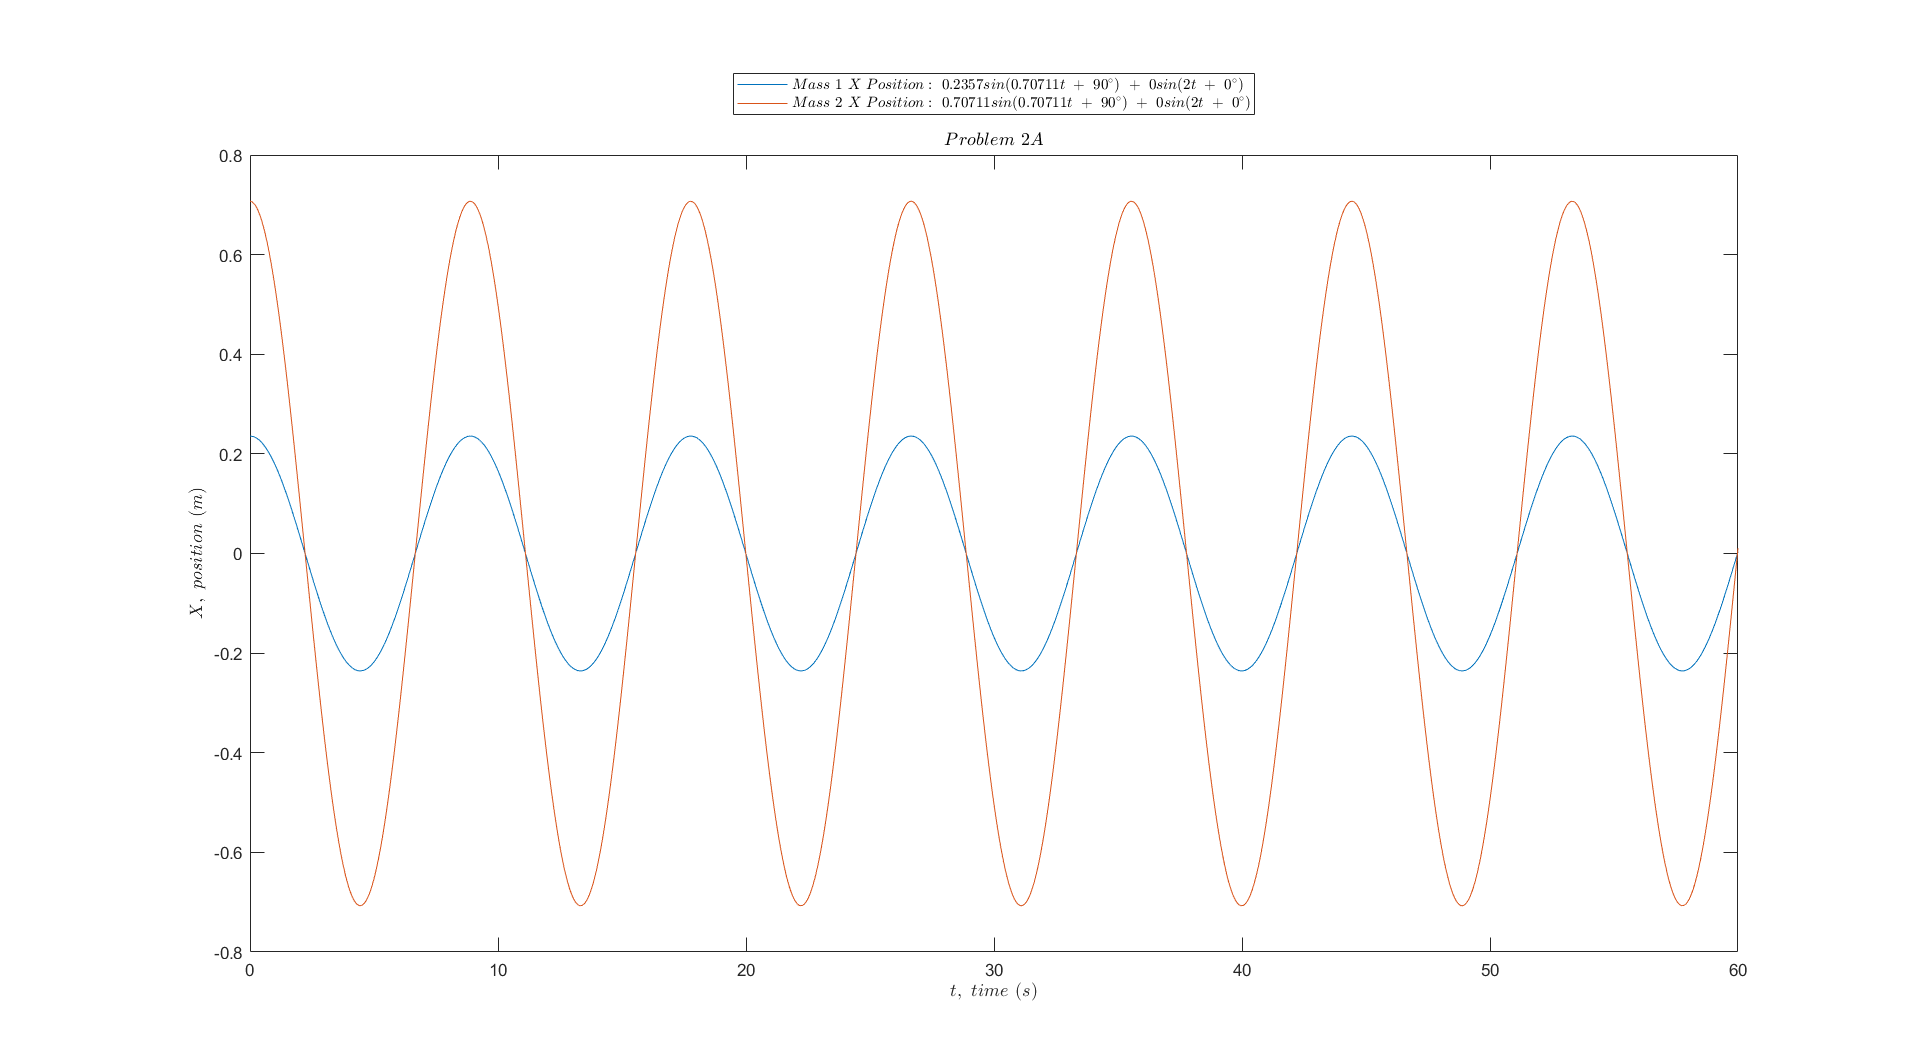 Mass 1 X Position : 0.2357sin(0.70711t + 90°) + 0sin(2t + 0°)
Mass 2 X Position : 0.70711sin(0.70711t + 90°) + 0sin(2t + 0°)
Problem 2A
0.8
0.6
0.4
0.2
0
-0.2
-0.4
-0.6
-0.8
X, position (m)
0 10 20 30 40 50 60
t, time (s)